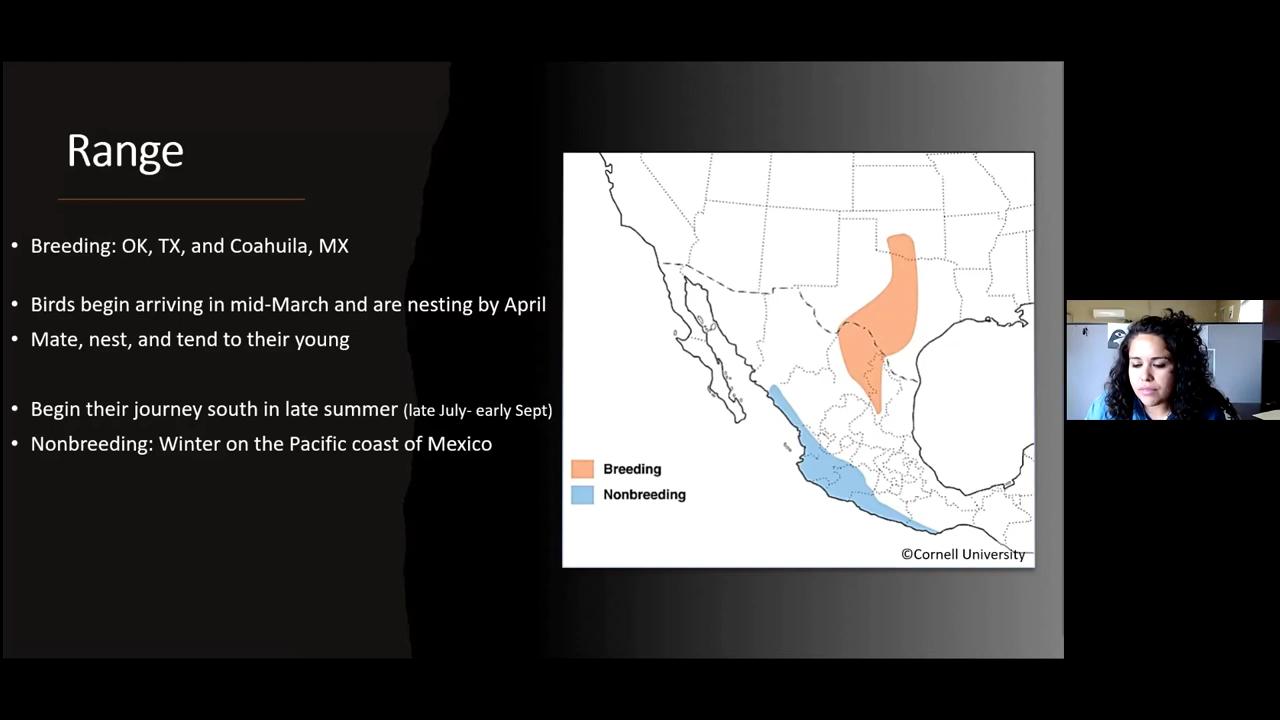 Range
• Breeding: OK, TX, and Coahuila, MX
• Birds begin arriving in mid-March and are nesting by April
• Mate, nest, and tend to their young
• Begin their journey south in late summer (late July- early Sept)
• Nonbreeding: Winter on the Pacific coast of Mexico
Breeding
Nonbreeding
©Cornell University